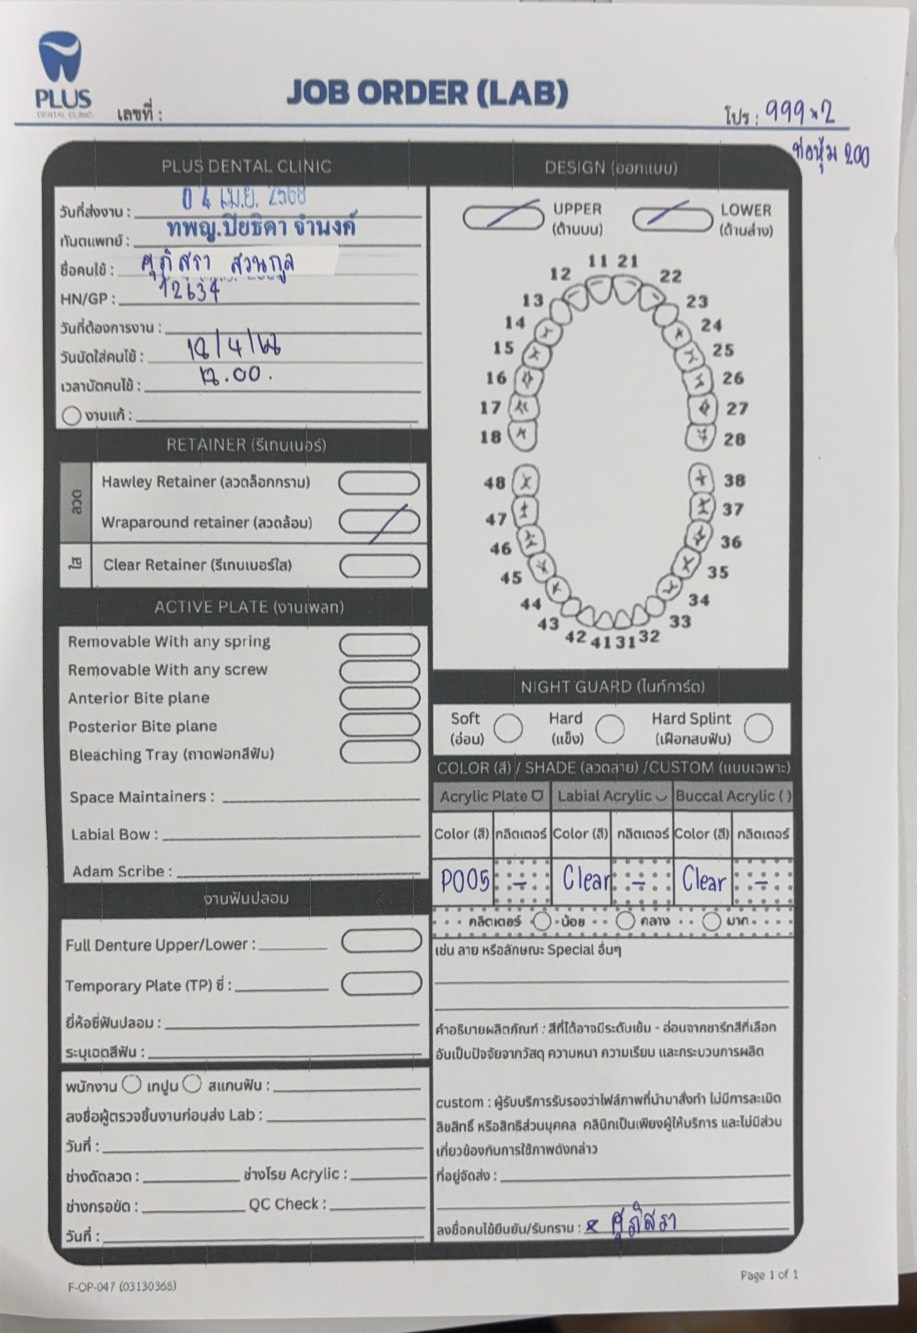 PLUS
DENTAL CLINIC
เลขที่ :
JOB ORDER (LAB)
โปร : 999×2
ท่อหุ้ม 200
PLUS DENTAL CLINIC
วันที่ส่งงาน : 04 เม.ย. 2568
ทันตแพทย์ : ทพญ.ปิยธิดา จำนงค์
ชื่อคนไข้ : ศุภิสรา สวนกูล
HN/GP : 12634
วันที่ต้องการงาน :
วันนัดใส่คนไข้ : 18/4/68
เวลานัดคนไข้ : 12.00.
งานแก้ :
RETAINER (รีเทนเนอร์)
ลวด
Hawley Retainer (ลวดล็อกกราม)
Wraparound retainer (ลวดล้อม)
ใส
Clear Retainer (รีเทนเนอร์ใส)
ACTIVE PLATE (งานเพลท)
Removable With any spring
Removable With any screw
Anterior Bite plane
Posterior Bite plane
Bleaching Tray (ถาดฟอกสีฟัน)
Space Maintainers :
Labial Bow :
Adam Scribe :
งานฟันปลอม
Full Denture Upper/Lower :
Temporary Plate (TP) ซี่ :
ยี่ห้อซี่ฟันปลอม :
ระบุเฉดสีฟัน :
พนักงาน เทปูน สแกนฟัน :
ลงชื่อผู้ตรวจชิ้นงานก่อนส่ง Lab :
วันที่ :
ช่างดัดลวด : ช่างโรย Acrylic :
ช่างกรอขัด : QC Check :
วันที่ :
DESIGN (ออกแบบ)
UPPER LOWER
(ด้านบน) (ด้านล่าง)
11 21
12 22
13 23
14 24
15 25
16 26
17 27
18 28
48 38
47 37
46 36
45 35
44 34
43 33
42 41 31 32
NIGHT GUARD (ไนท์การ์ด)
Soft Hard Hard Splint
(อ่อน) (แข็ง) (เฝือกสบฟัน)
COLOR (สี) / SHADE (ลวดลาย) /CUSTOM (แบบเฉพาะ)
Acrylic Plate Labial Acrylic Buccal Acrylic ( )
Color (สี) กลิตเตอร์ Color (สี) กลิตเตอร์ Color (สี) กลิตเตอร์
P005 - Clear - Clear -
กลิตเตอร์ น้อย กลาง มาก
เช่น ลาย หรือลักษณะ Special อื่นๆ
คำอธิบายผลิตภัณฑ์ : สีที่ได้อาจมีระดับเข้ม - อ่อนจากชาร์ทสีที่เลือก
อันเป็นปัจจัยจากวัสดุ ความหนา ความเรียบ และกระบวนการผลิต
custom : ผู้รับบริการรับรองว่าไฟล์ภาพที่นำมาสั่งทำ ไม่มีการละเมิด
ลิขสิทธิ์ หรือสิทธิส่วนบุคคล คลินิกเป็นเพียงผู้ให้บริการ และไม่มีส่วน
เกี่ยวข้องกับการใช้ภาพดังกล่าว
ที่อยู่จัดส่ง :
ลงชื่อคนไข้ยืนยัน/รับทราบ : × ศุภิสรา
F-OP-047 (03130368)
Page 1 of 1